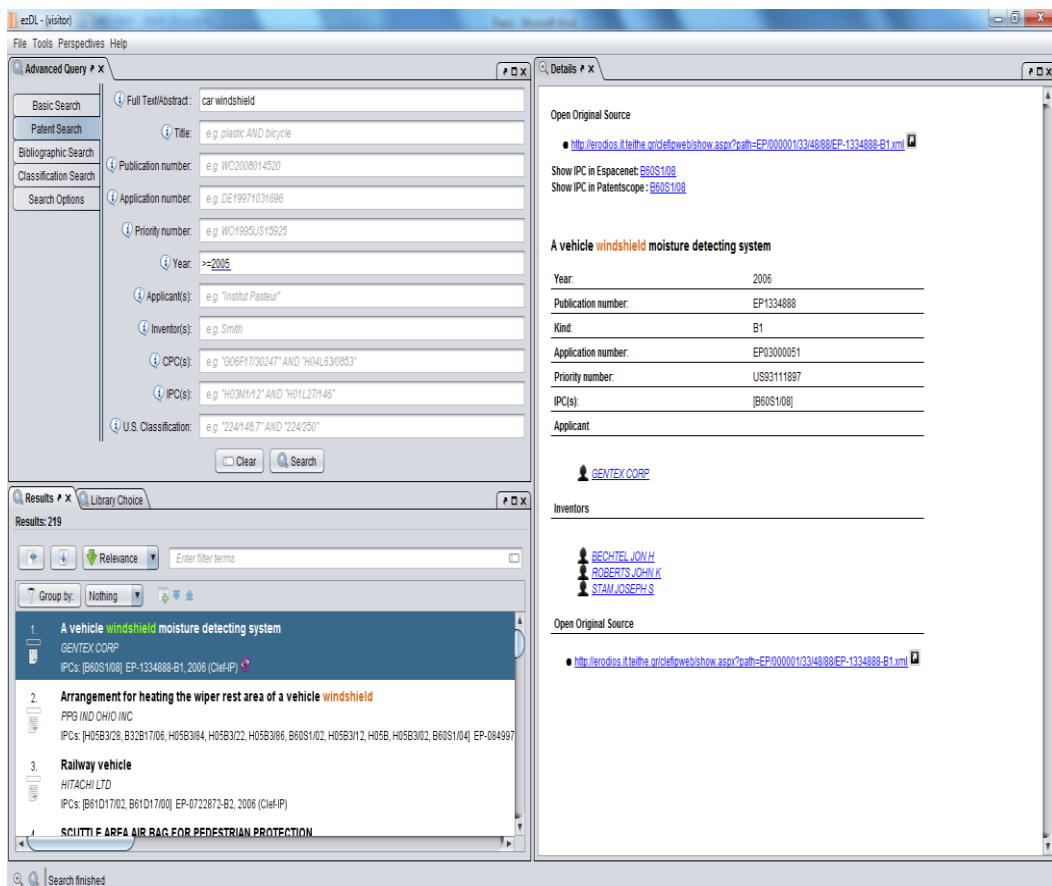 ezDL - (visitor)
File Tools Perspectives Help
Advanced Query
Basic Search
Patent Search
Bibliographic Search
Classification Search
Search Options
Full Text/Abstract: car windshield
Title: e.g. plastic AND bicycle
Publication number: e.g. WO2008014520
Application number: e.g. DE19971031696
Priority number: e.g. WO1995US15925
Year: >=2005
Applicant(s): e.g. "Institut Pasteur"
Inventor(s): e.g. Smith
CPC(s): e.g. "G06F17/30247" AND "H04L63/0853"
IPC(s): e.g. "H03M1/12" AND "H01L27/146"
U.S. Classification: e.g. "224/148.7" AND "224/250"
Clear Search
Results Library Choice
Results: 219
Relevance Enter filter terms
Group by: Nothing
1. A vehicle windshield moisture detecting system
GENTEX CORP
IPCs: [B60S1/08] EP-1334888-B1, 2006 (Clef-IP)
2. Arrangement for heating the wiper rest area of a vehicle windshield
PPG IND OHIO INC
IPCs: [H05B3/28, B32B17/06, H05B3/84, H05B3/22, H05B3/86, B60S1/02, H05B3/12, H05B, H05B3/02, B60S1/04] EP-084997
3. Railway vehicle
HITACHI LTD
IPCs: [B61D17/02, B61D17/00] EP-0722872-B2, 2006 (Clef-IP)
4. SCUTTLE AREA AIR BAG FOR PEDESTRIAN PROTECTION
Search finished
Details
Open Original Source
http://erodios.it.teithe.gr/clefipweb/show.aspx?path=EP/000001/33/48/88/EP-1334888-B1.xml
Show IPC in Espacenet: B60S1/08
Show IPC in Patentscope : B60S1/08
A vehicle windshield moisture detecting system
Year: 2006
Publication number: EP1334888
Kind: B1
Application number: EP03000051
Priority number: US93111897
IPC(s): [B60S1/08]
Applicant
GENTEX CORP
Inventors
BECHTEL JON H
ROBERTS JOHN K
STAM JOSEPH S
Open Original Source
http://erodios.it.teithe.gr/clefipweb/show.aspx?path=EP/000001/33/48/88/EP-1334888-B1.xml